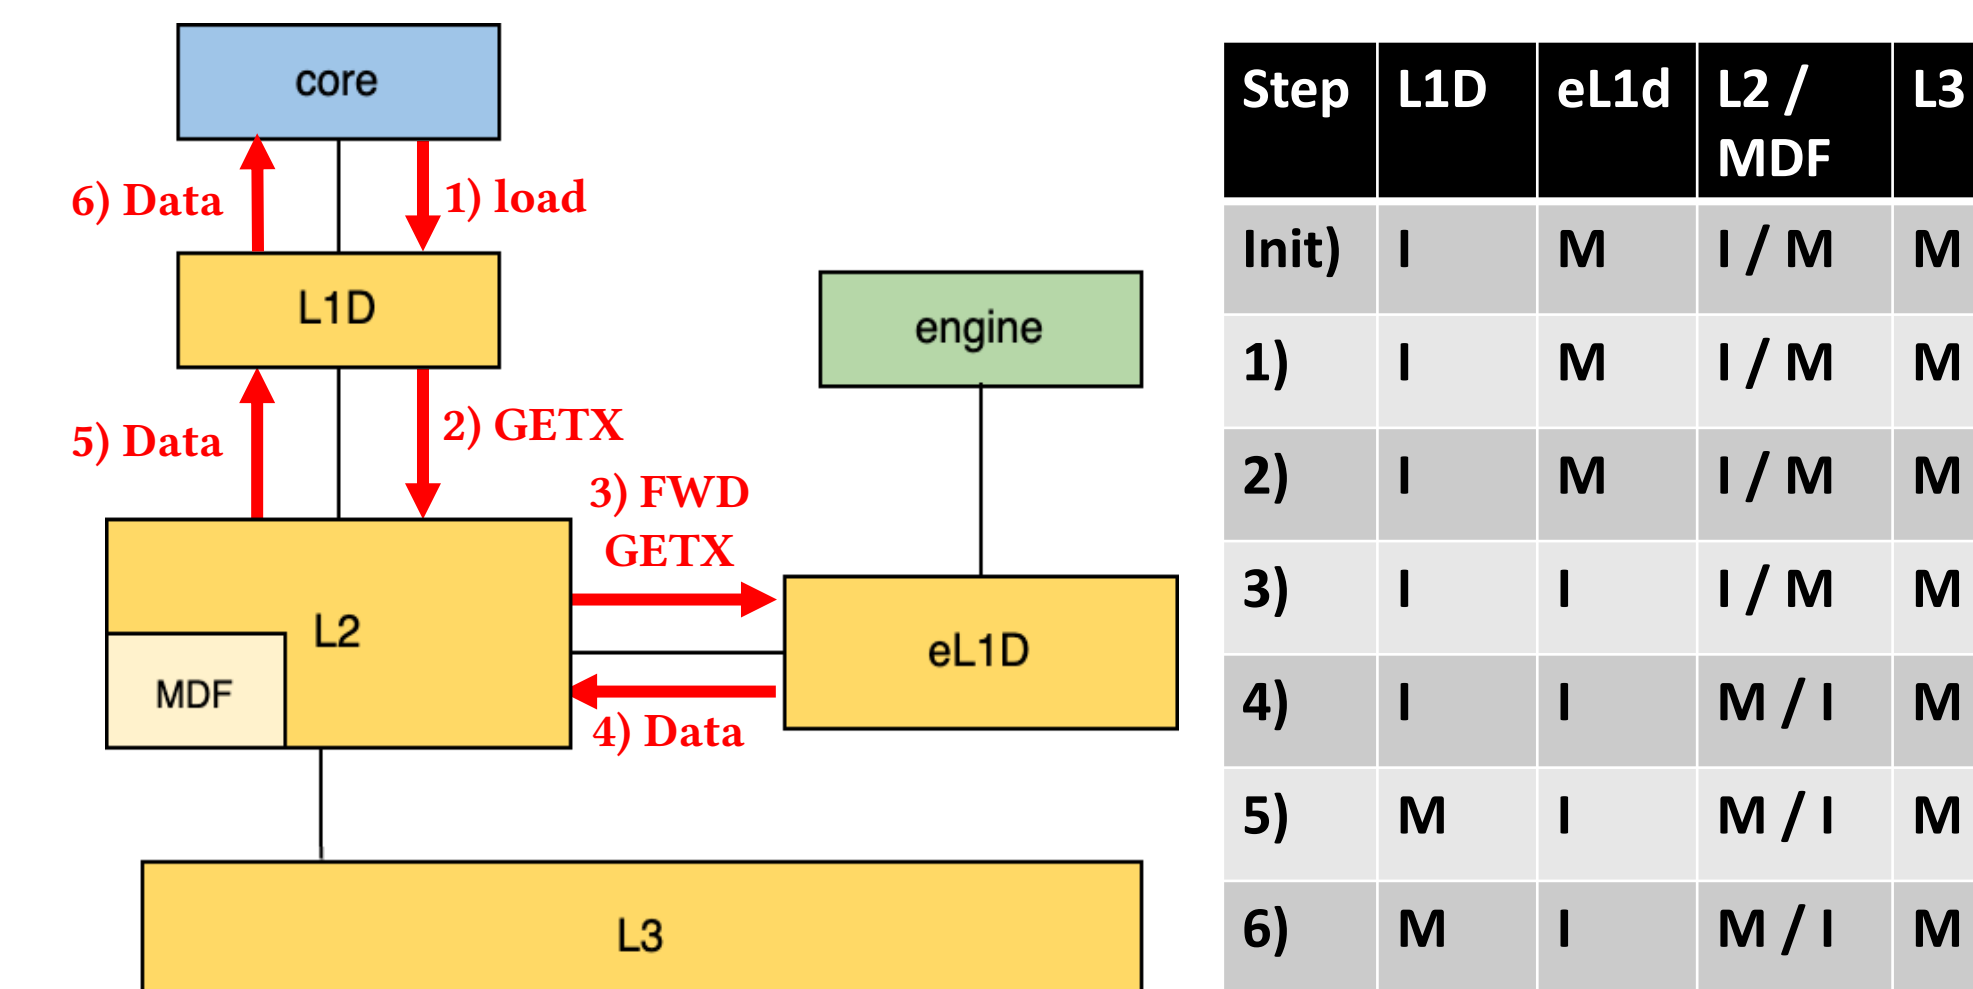 core
6) Data
1) load
L1D
engine
5) Data
2) GETX
3) FWD
GETX
L2
MDF
eL1D
4) Data
L3
Step L1D eL1d L2 / MDF L3
Init) I M I / M M
1) I M I / M M
2) I M I / M M
3) I I I / M M
4) I I M / I M
5) M I M / I M
6) M I M / I M